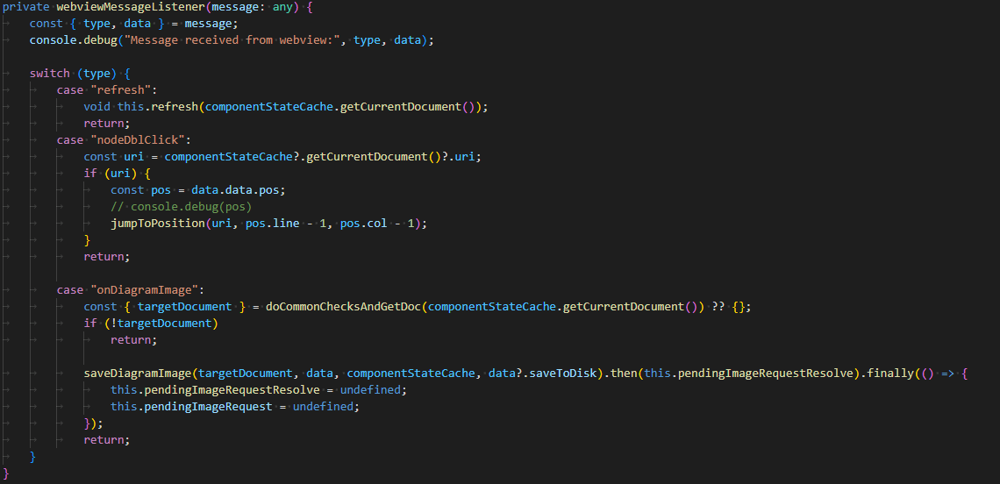 private webviewMessageListener(message: any) {
    const { type, data } = message;
    console.debug("Message received from webview:", type, data);

    switch (type) {
        case "refresh":
            void this.refresh(componentStateCache.getCurrentDocument());
            return;
        case "nodeDblClick":
            const uri = componentStateCache?.getCurrentDocument()?.uri;
            if (uri) {
                const pos = data.data.pos;
                // console.debug(pos)
                jumpToPosition(uri, pos.line - 1, pos.col - 1);
            }
            return;

        case "onDiagramImage":
            const { targetDocument } = doCommonChecksAndGetDoc(componentStateCache.getCurrentDocument()) ?? {};
            if (!targetDocument)
                return;

            saveDiagramImage(targetDocument, data, componentStateCache, data?.saveToDisk).then(this.pendingImageRequestResolve).finally(() => {
                this.pendingImageRequestResolve = undefined;
                this.pendingImageRequest = undefined;
            });
            return;
    }
}